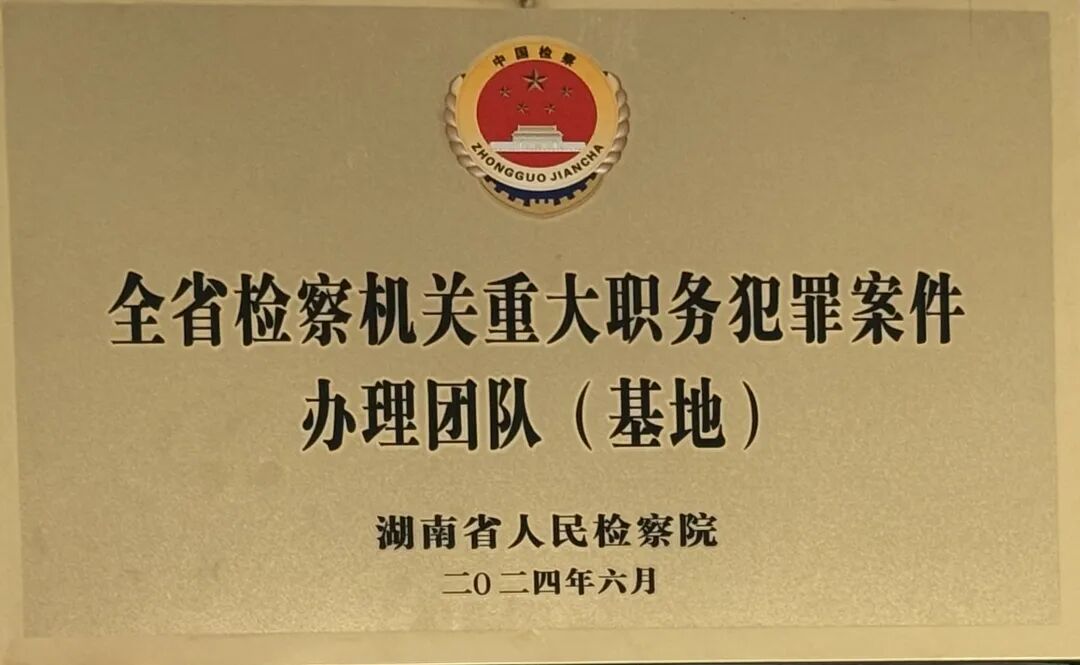 中国检察
ZHONGGUO JIANCHA
全省检察机关重大职务犯罪案件
办理团队（基地）
湖南省人民检察院
二〇二四年六月